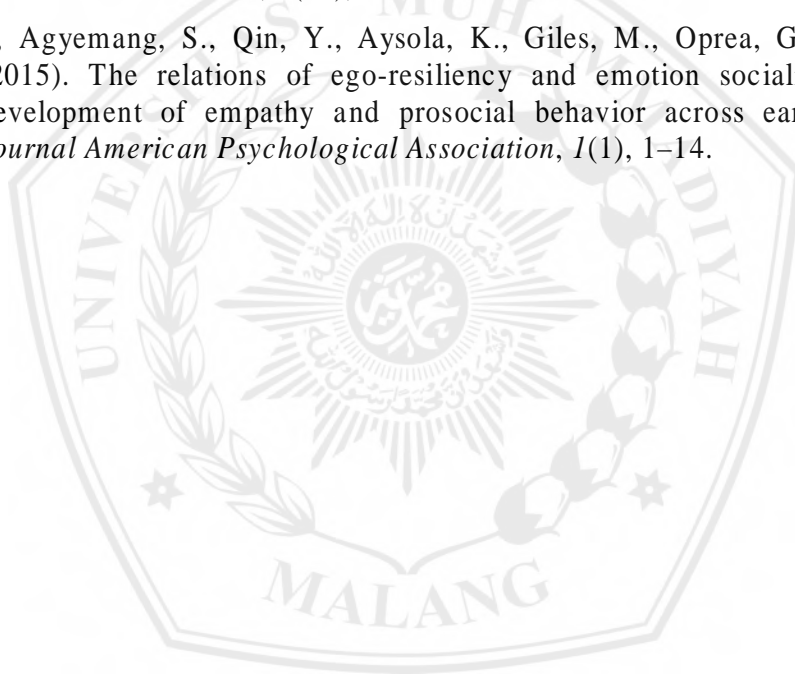 , Agyemang, S., Qin, Y., Aysola, K., Giles, M., Oprea, G
2015). The relations of ego-resiliency and emotion sociali
evelopment of empathy and prosocial behavior across ear
ournal American Psychological Association, 1(1), 1–14.
MALANG